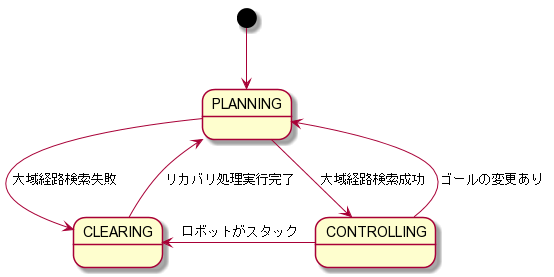 PLANNING
大域経路検索失敗
リカバリ処理実行完了
大域経路検索成功
ゴールの変更あり
CLEARING
ロボットがスタック
CONTROLLING